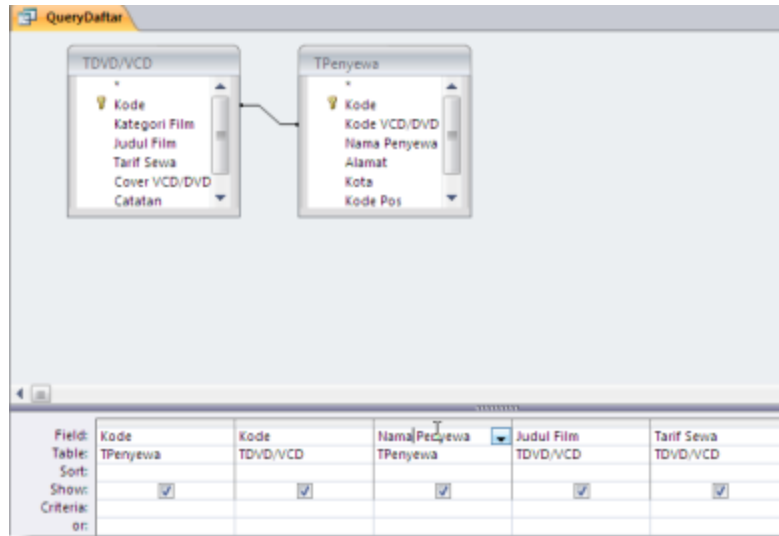 QueryDaftar
TDVD/VCD
*
Kode
Kategori Film
Judul Film
Tarif Sewa
Cover VCD/DVD
Catatan
TPenyewa
*
Kode
Kode VCD/DVD
Nama Penyewa
Alamat
Kota
Kode Pos
Field: Kode Kode Nama Penyewa Judul Film Tarif Sewa
Table: TPenyewa TDVD/VCD TPenyewa TDVD/VCD TDVD/VCD
Sort:
Show:
Criteria:
or: